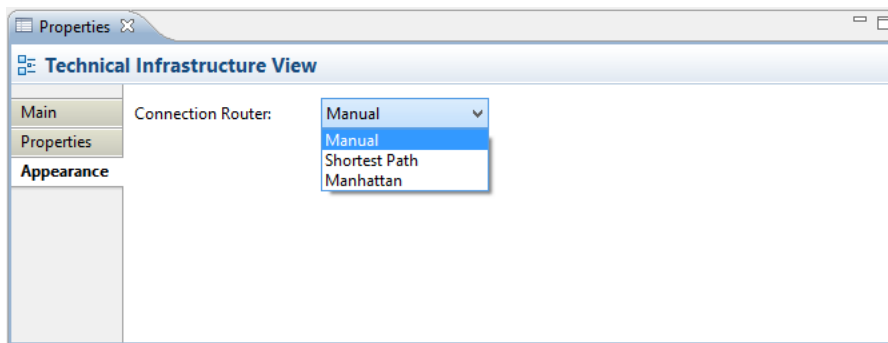 Properties
Technical Infrastructure View
Main
Connection Router:
Manual
Properties
Manual
Shortest Path
Appearance
Manhattan